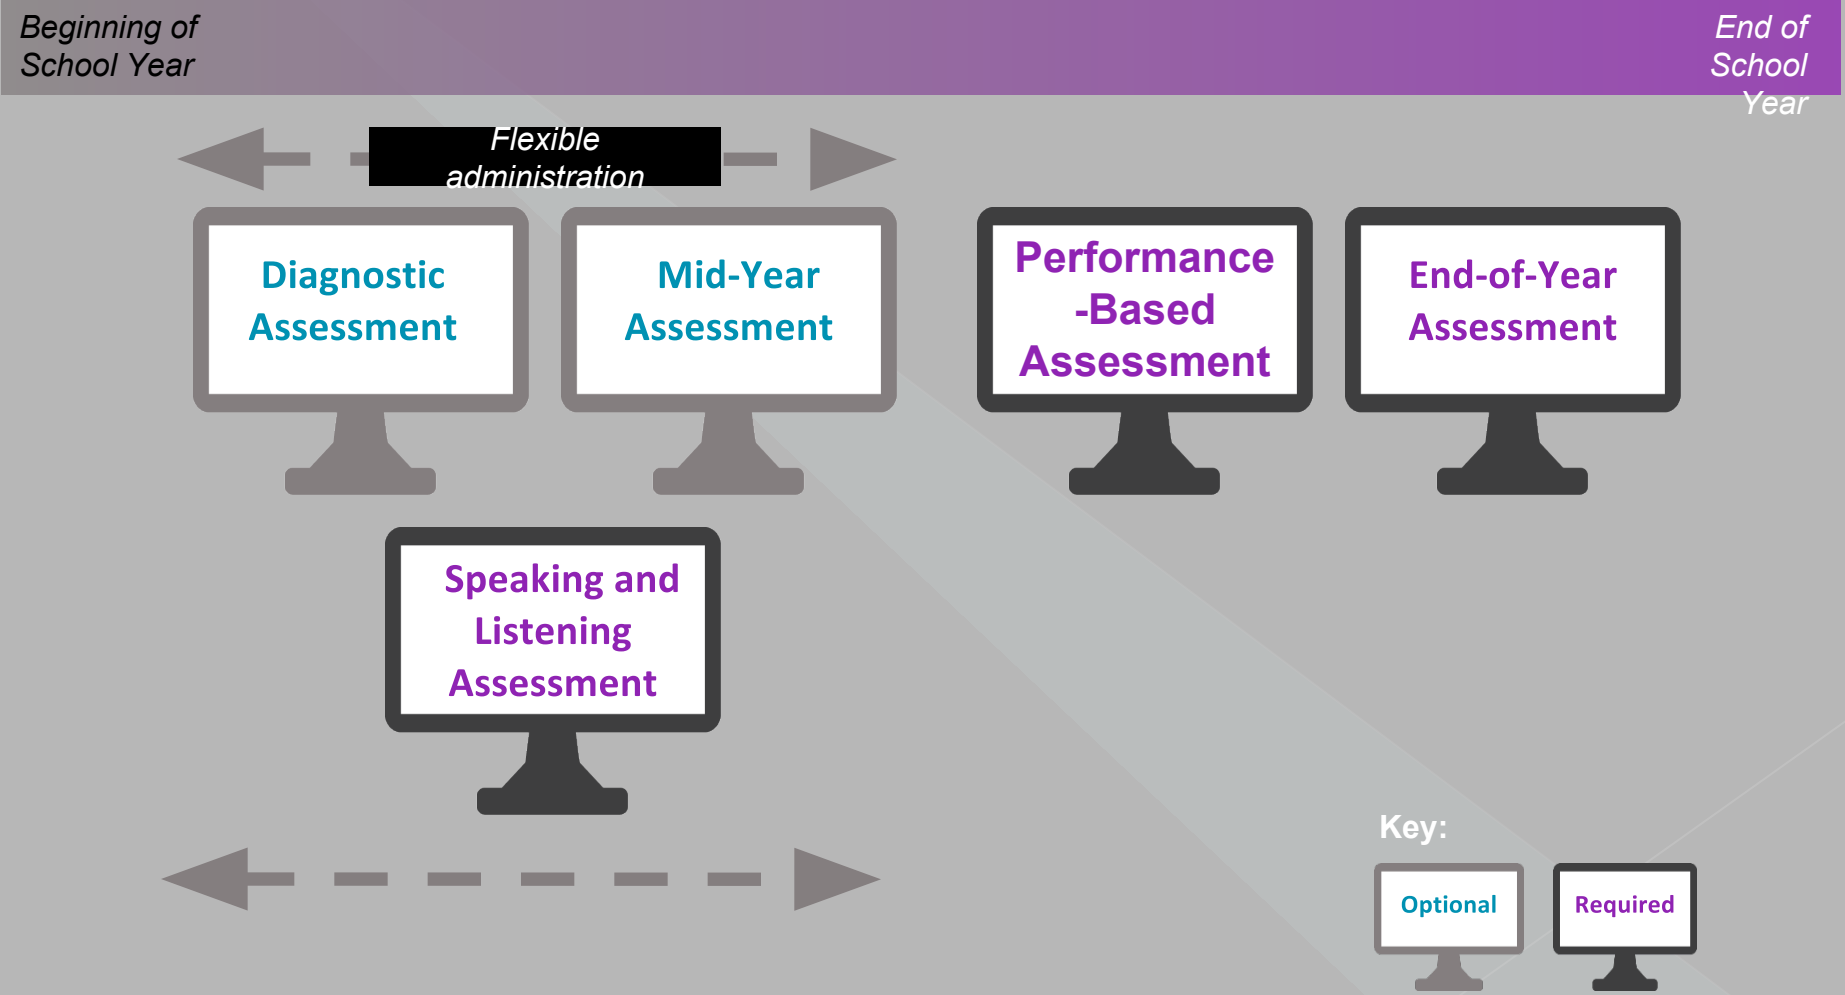 Beginning of
School Year
End of
School
Year
Flexible
administration
Diagnostic
Assessment
Mid-Year
Assessment
Performance
-Based
Assessment
End-of-Year
Assessment
Speaking and
Listening
Assessment
Key:
Optional
Required